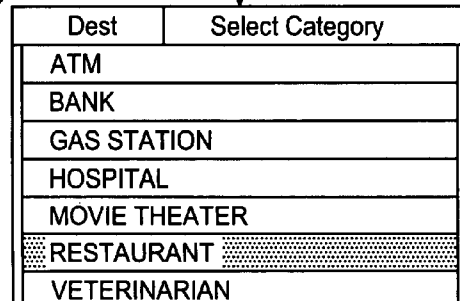 Dest Select Category
ATM
BANK
GAS STATION
HOSPITAL
MOVIE THEATER
RESTAURANT
VETERINARIAN